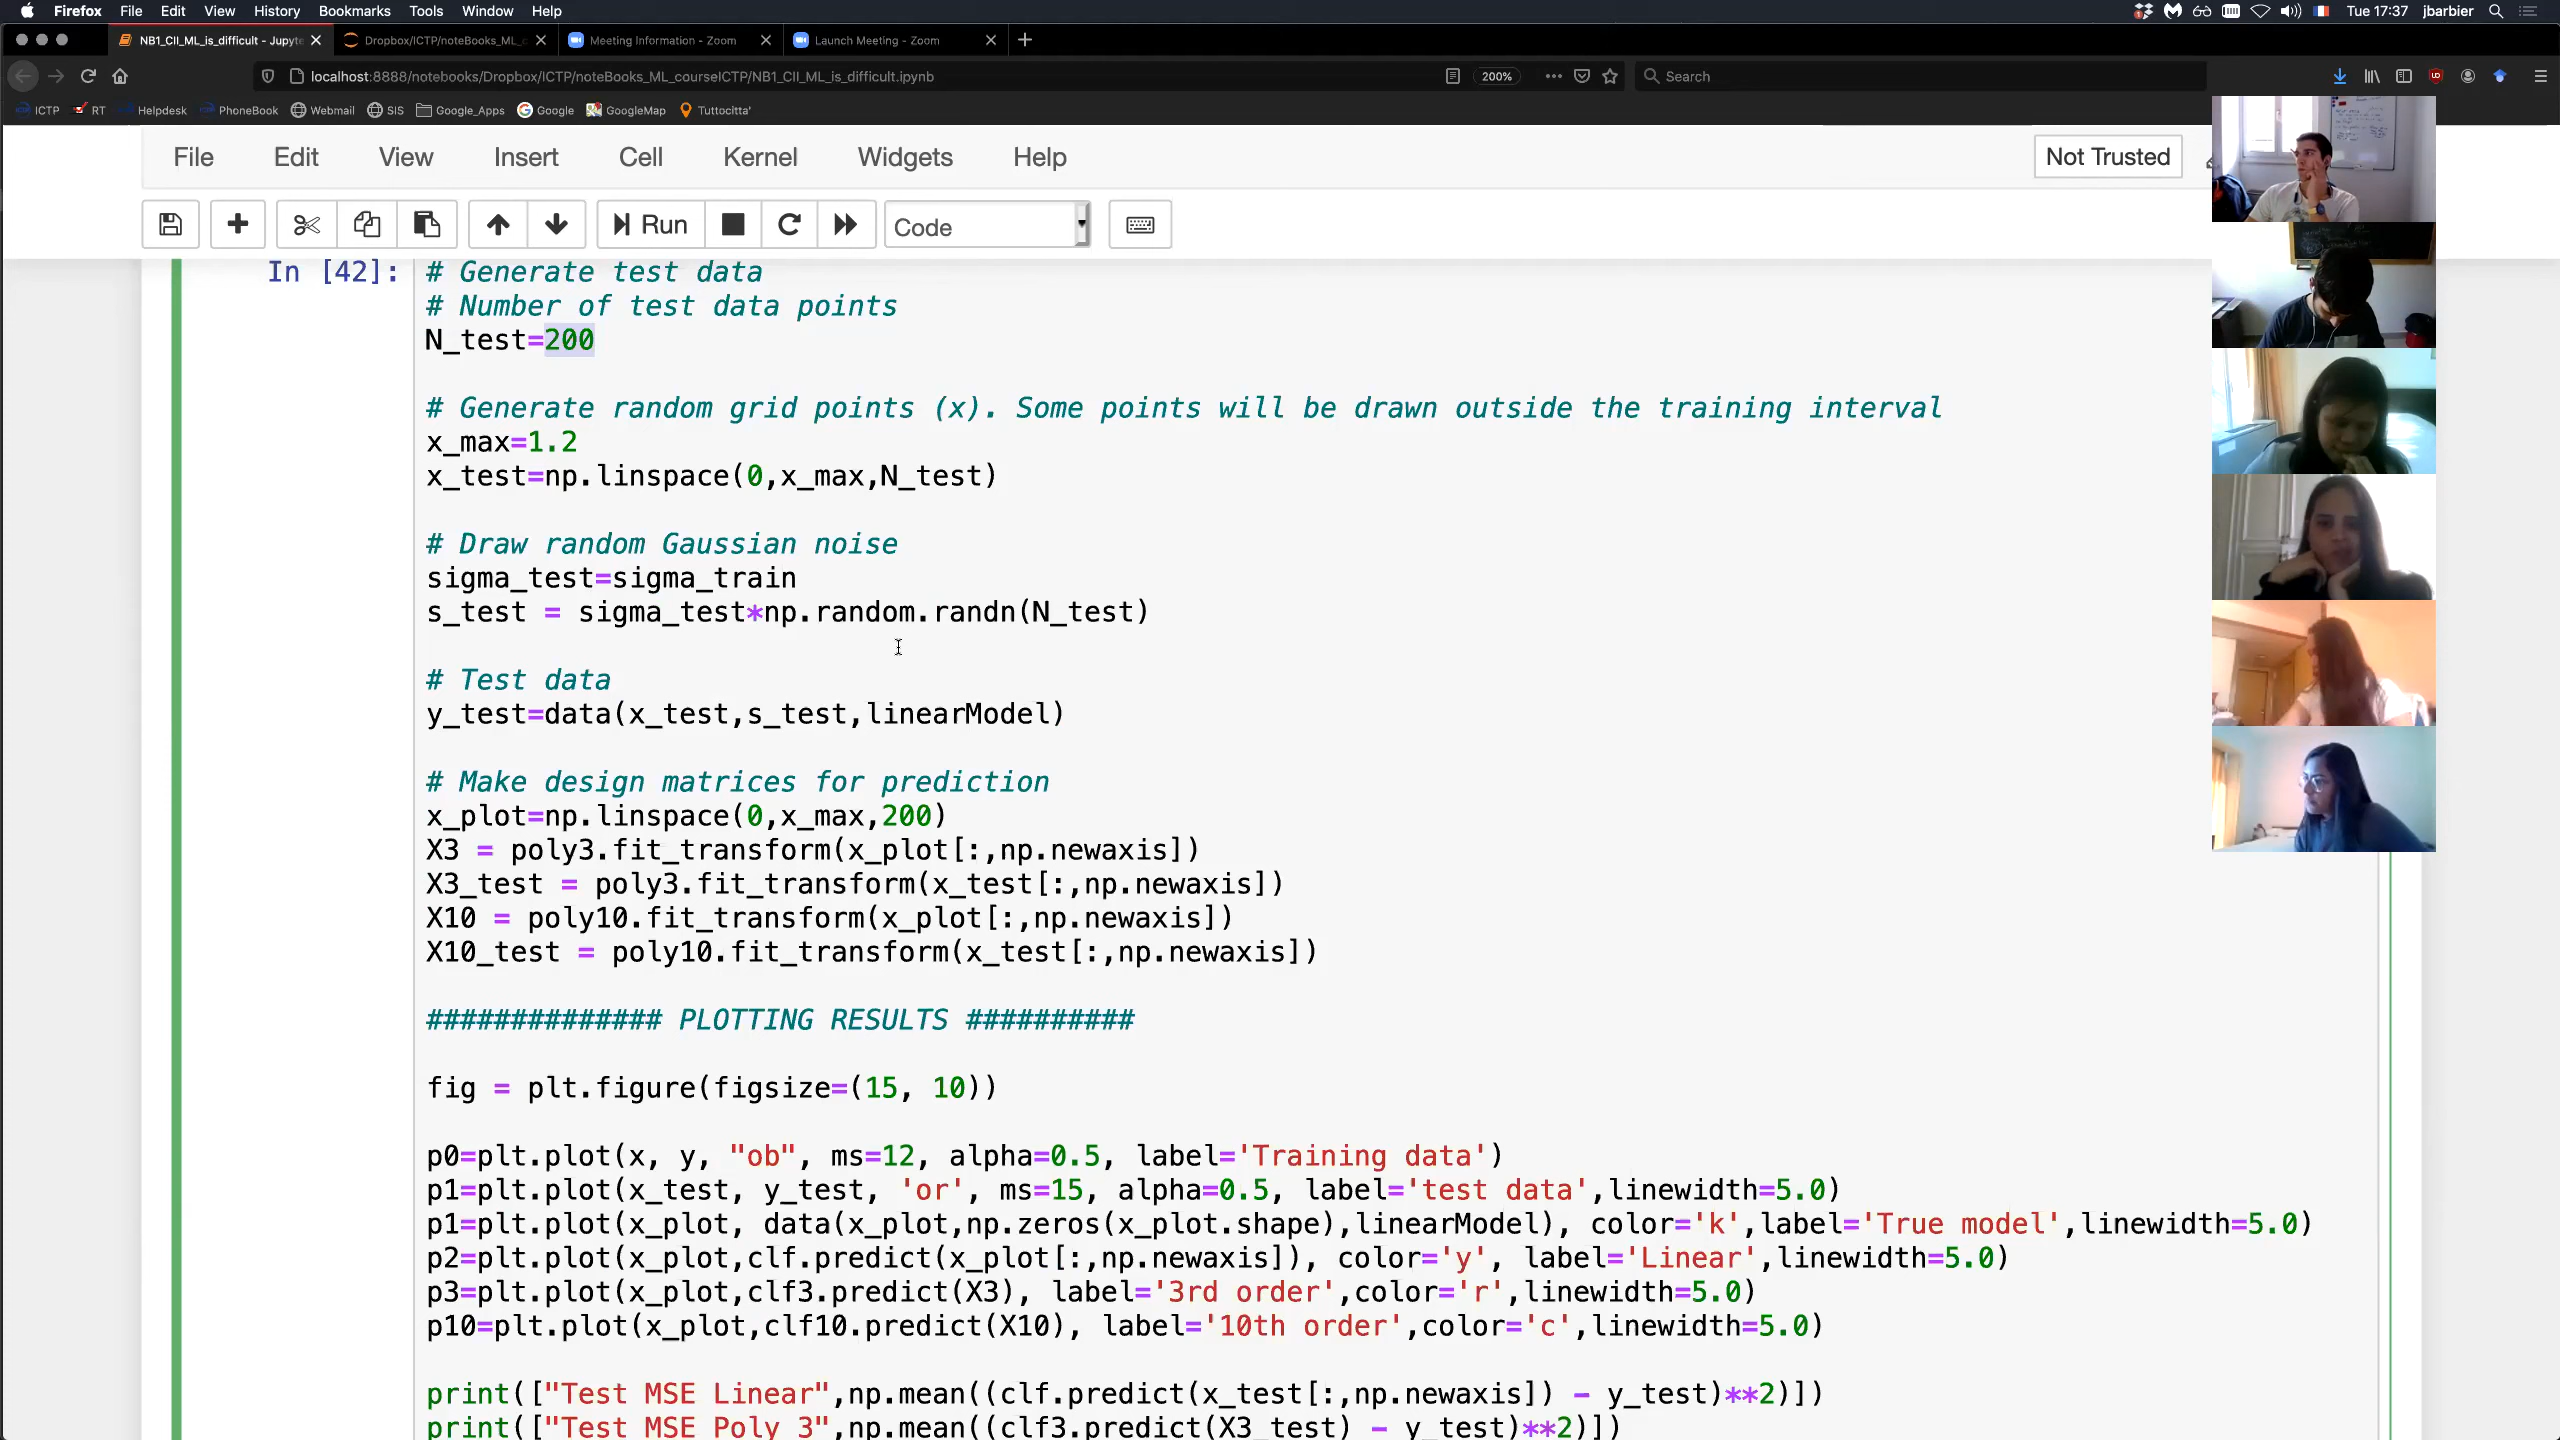 Firefox File Edit View History Bookmarks Tools Window Help Tue 17:37 jbarbier
NB1_CII_ML_is_difficult - Jupyte Dropbox/ICTP/noteBooks_ML_c Meeting Information - Zoom Launch Meeting - Zoom
localhost:8888/notebooks/Dropbox/ICTP/noteBooks_ML_courseICTP/NB1_CII_ML_is_difficult.ipynb 200% Search
ICTP RT Helpdesk PhoneBook Webmail SIS Google_Apps Google GoogleMap Tuttocitta'
File Edit View Insert Cell Kernel Widgets Help Not Trusted
Run Code
In [42]: # Generate test data
# Number of test data points
N_test=200
# Generate random grid points (x). Some points will be drawn outside the training interval
x_max=1.2
x_test=np.linspace(0,x_max,N_test)
# Draw random Gaussian noise
sigma_test=sigma_train
s_test = sigma_test*np.random.randn(N_test)
# Test data
y_test=data(x_test,s_test,linearModel)
# Make design matrices for prediction
x_plot=np.linspace(0,x_max,200)
X3 = poly3.fit_transform(x_plot[:,np.newaxis])
X3_test = poly3.fit_transform(x_test[:,np.newaxis])
X10 = poly10.fit_transform(x_plot[:,np.newaxis])
X10_test = poly10.fit_transform(x_test[:,np.newaxis])
############## PLOTTING RESULTS ##########
fig = plt.figure(figsize=(15, 10))
p0=plt.plot(x, y, "ob", ms=12, alpha=0.5, label='Training data')
p1=plt.plot(x_test, y_test, 'or', ms=15, alpha=0.5, label='test data',linewidth=5.0)
p1=plt.plot(x_plot, data(x_plot,np.zeros(x_plot.shape),linearModel), color='k',label='True model',linewidth=5.0)
p2=plt.plot(x_plot,clf.predict(x_plot[:,np.newaxis]), color='y', label='Linear',linewidth=5.0)
p3=plt.plot(x_plot,clf3.predict(X3), label='3rd order',color='r',linewidth=5.0)
p10=plt.plot(x_plot,clf10.predict(X10), label='10th order',color='c',linewidth=5.0)
print(["Test MSE Linear",np.mean((clf.predict(x_test[:,np.newaxis]) - y_test)**2)])
print(["Test MSE Poly 3",np.mean((clf3.predict(X3_test) - y_test)**2)])